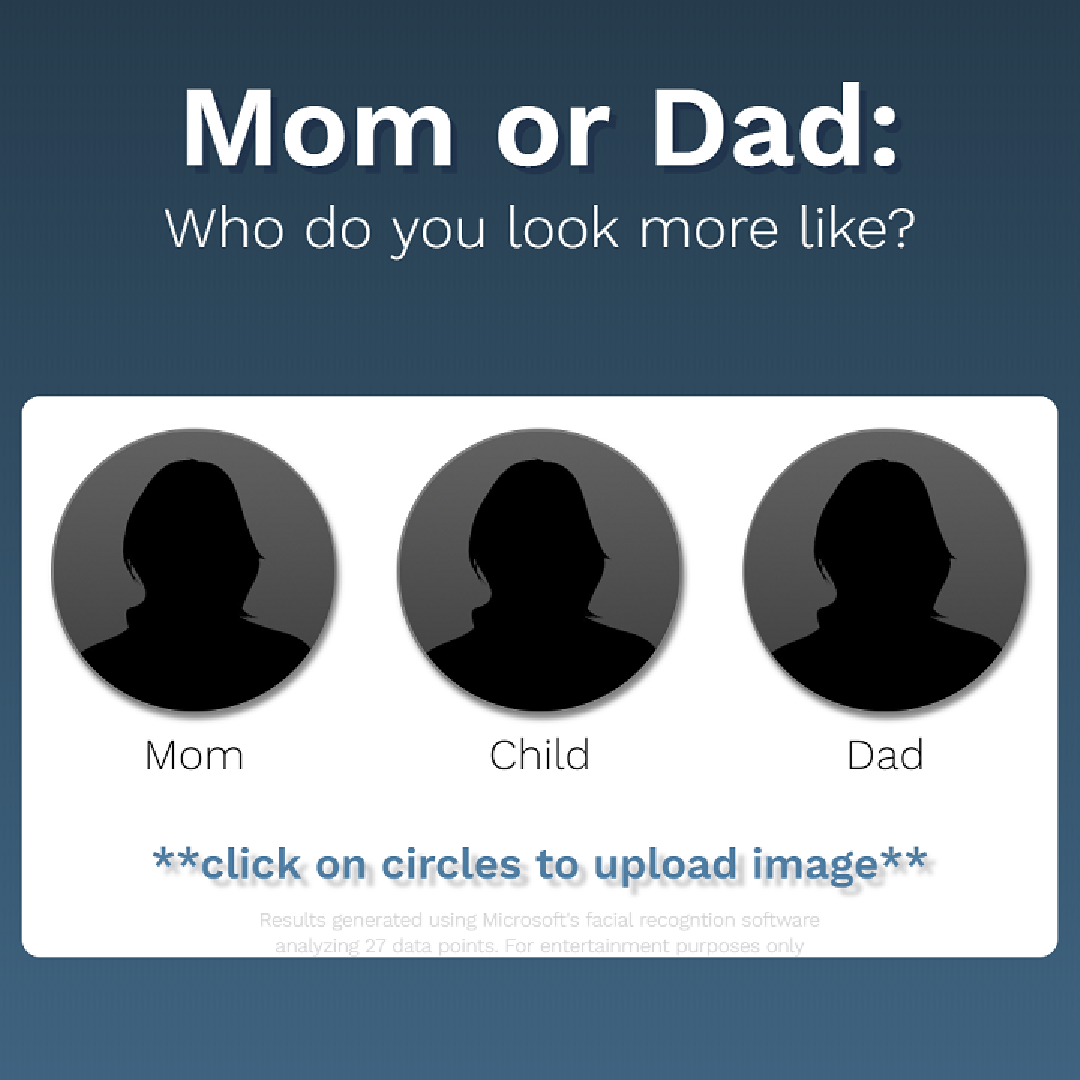 Mom or Dad:
Who do you look more like?
Mom
Child
Dad
**click on circles to upload image**
Results generated using Microsoft's facial recogntion software
analyzing 27 data points. For entertainment purposes only